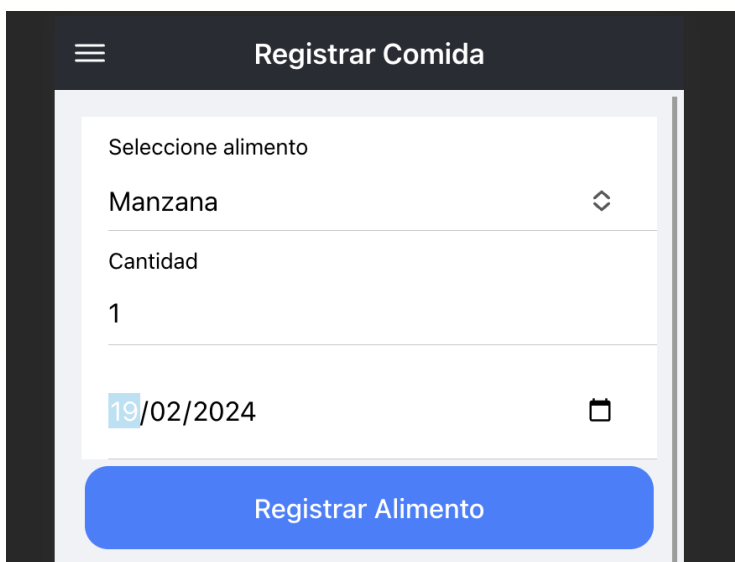 Registrar Comida
Seleccione alimento
Manzana
Cantidad
1
19/02/2024
Registrar Alimento